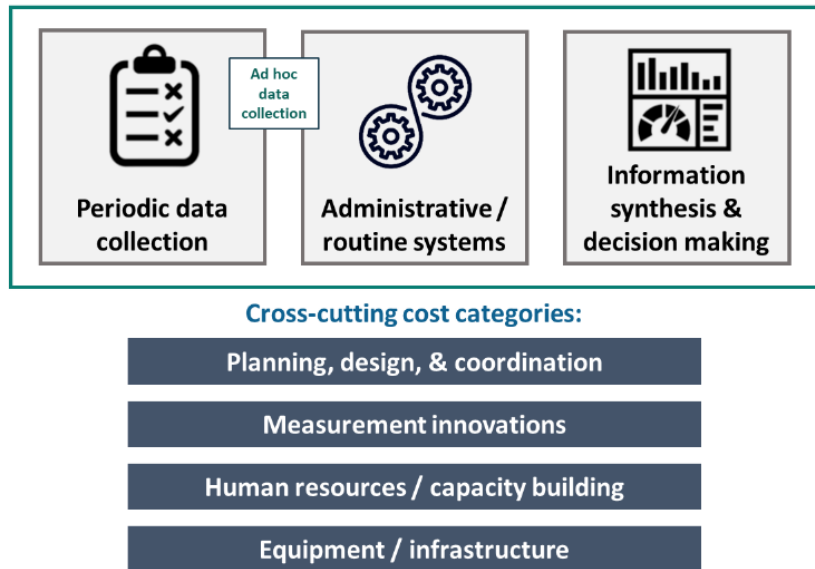 Ad hoc
data
collection
Periodic data
collection
Administrative /
routine systems
Information
synthesis &
decision making
Cross-cutting cost categories:
Planning, design, & coordination
Measurement innovations
Human resources / capacity building
Equipment / infrastructure